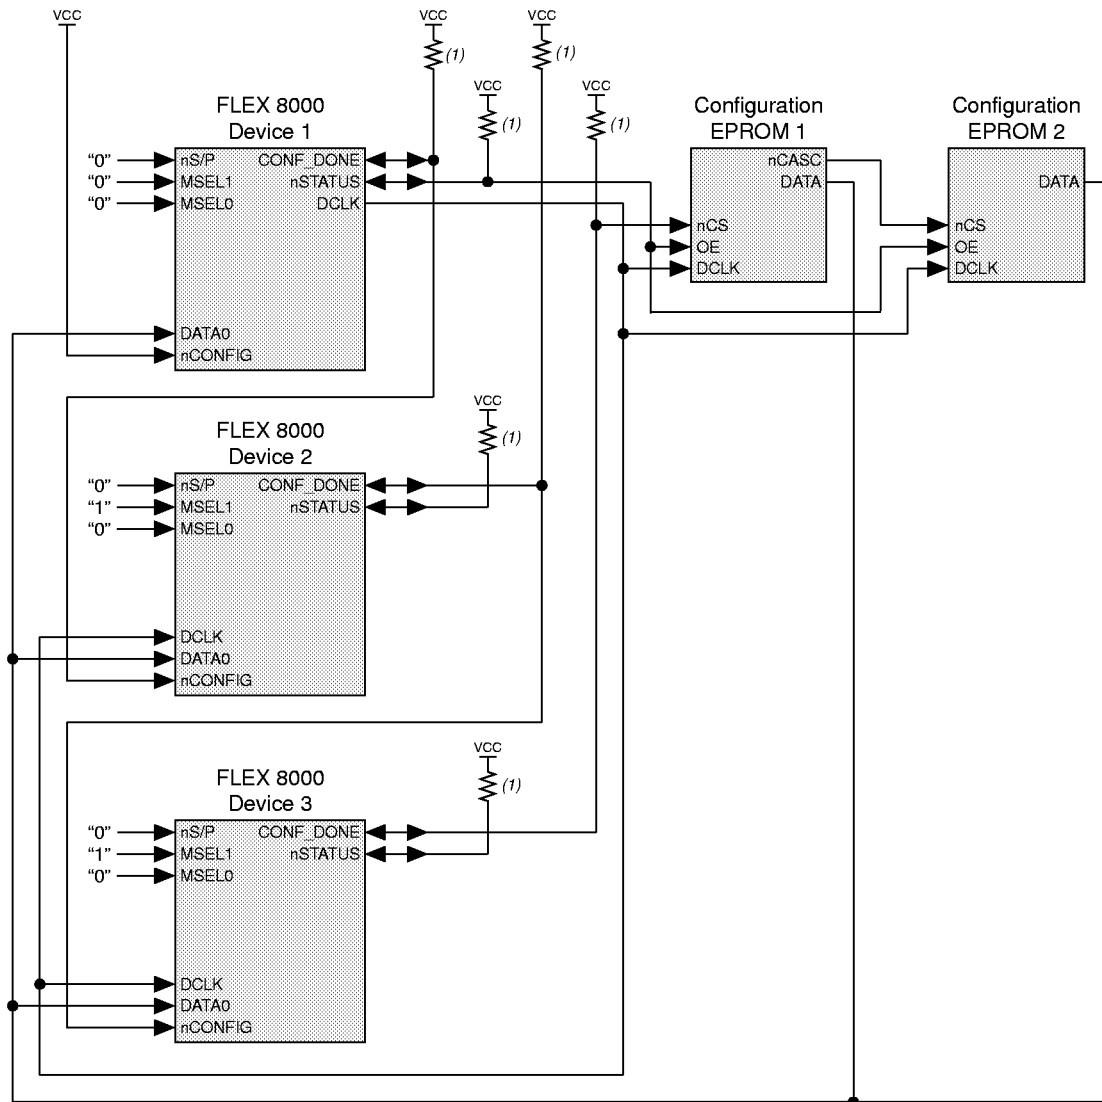 VCC
VCC
VCC
(1)
(1)
VCC
VCC
(1)
(1)
FLEX 8000
Device 1
Configuration
EPROM 1
Configuration
EPROM 2
“0”
nS/P
CONF_DONE
“0”
MSEL1
nSTATUS
“0”
MSEL0
DCLK
DATA0
nCONFIG
nCASC
DATA
nCS
OE
DCLK
DATA
nCS
OE
DCLK
VCC
(1)
FLEX 8000
Device 2
“0”
nS/P
CONF_DONE
“1”
MSEL1
nSTATUS
“0”
MSEL0
DCLK
DATA0
nCONFIG
VCC
(1)
FLEX 8000
Device 3
“0”
nS/P
CONF_DONE
“1”
MSEL1
nSTATUS
“0”
MSEL0
DCLK
DATA0
nCONFIG